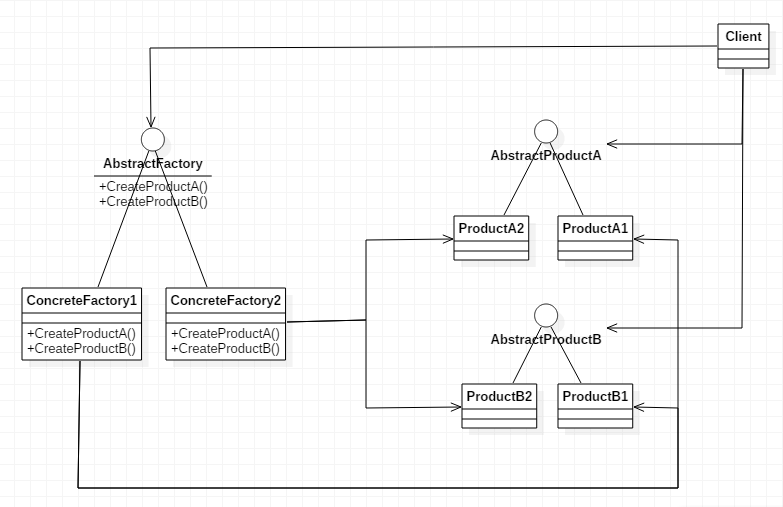 Client
AbstractFactory
+CreateProductA()
+CreateProductB()
AbstractProductA
ProductA2
ProductA1
ConcreteFactory1
+CreateProductA()
+CreateProductB()
ConcreteFactory2
+CreateProductA()
+CreateProductB()
AbstractProductB
ProductB2
ProductB1